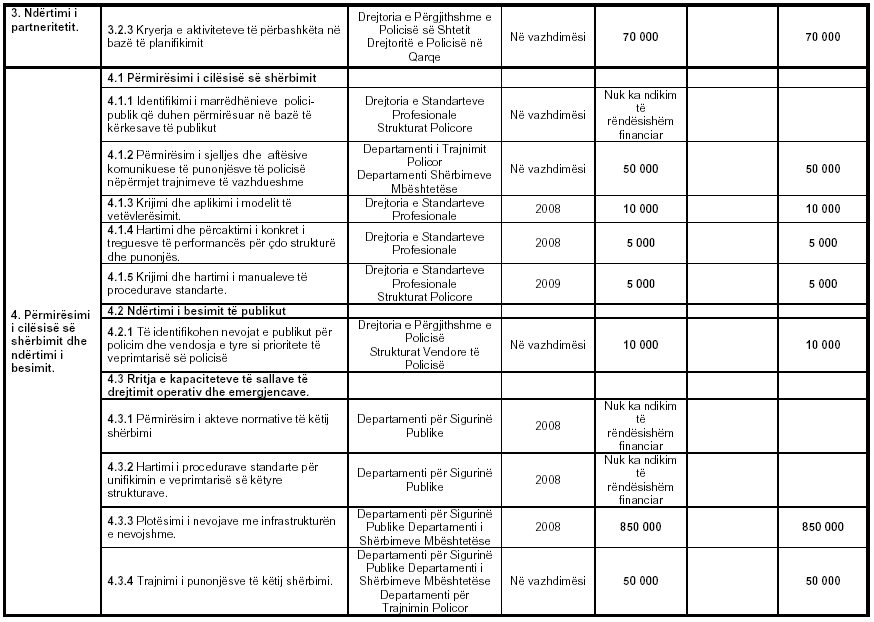 3. Ndërtimi i
partneritetit.
3.2.3 Kryerja e aktiviteteve të përbashkëta në
bazë të planifikimit
Drejtoria e Përgjithshme e
Policisë së Shtetit
Drejtoritë e Policisë në
Qarqe
Në vazhdimësi
70 000
70 000
4. Përmirësimi
i cilësisë së
shërbimit dhe
ndërtimi i
besimit.
4.1 Përmirësimi i cilësisë së shërbimit
4.1.1 Identifikimi i marrëdhënieve polici-
publik që duhen përmirësuar në bazë të
kërkesave të publikut
Drejtoria e Standarteve
Profesionale
Strukturat Policore
Në vazhdimësi
Nuk ka ndikim
të
rëndësishëm
financiar
4.1.2 Përmirësim i sjelljes dhe aftësive
komunikuese të punonjësve të policisë
nëpërmjet trajnimeve të vazhdueshme
Departamenti i Trajnimit
Policor
Departamenti Shërbimeve
Mbështetëse
Në vazhdimësi
50 000
50 000
4.1.3 Krijimi dhe aplikimi i modelit të
vetëvlerësimit.
Drejtoria e Standarteve
Profesionale
2008
10 000
10 000
4.1.4 Hartimi dhe përcaktimi i konkret i
treguesve të performancës për çdo strukturë
dhe punonjës.
Drejtoria e Standarteve
Profesionale
2008
5 000
5 000
4.1.5 Krijimi dhe hartimi i manualeve të
procedurave standarte.
Drejtoria e Standarteve
Profesionale
Strukturat Policore
2009
5 000
5 000
4.2 Ndërtimi i besimit të publikut
4.2.1 Të identifikohen nevojat e publikut për
policim dhe vendosja e tyre si prioritete të
veprimtarisë së policisë
Drejtoria e Përgjithshme e
Policisë
Strukturat Vendore të
Policisë
Në vazhdimësi
10 000
10 000
4.3 Rritja e kapaciteteve të sallave të
drejtimit operativ dhe emergjencave.
4.3.1 Përmirësim i akteve normative të këtij
shërbimi
Departamenti për Sigurinë
Publike
2008
Nuk ka ndikim
të
rëndësishëm
financiar
4.3.2 Hartimi i procedurave standarte për
unifikimin e veprimtarisë së këtyre
strukturave.
Departamenti për Sigurinë
Publike
2008
Nuk ka ndikim
të
rëndësishëm
financiar
4.3.3 Plotësimi i nevojave me infrastrukturën
e nevojshme.
Departamenti për Sigurinë
Publike Departamenti i
Shërbimeve Mbështetëse
2008
850 000
850 000
4.3.4 Trajnimi i punonjësve të këtij shërbimi.
Departamenti për Sigurinë
Publike Departamenti i
Shërbimeve Mbështetëse
Departamenti për
Trajnimin Policor
Në vazhdimësi
50 000
50 000